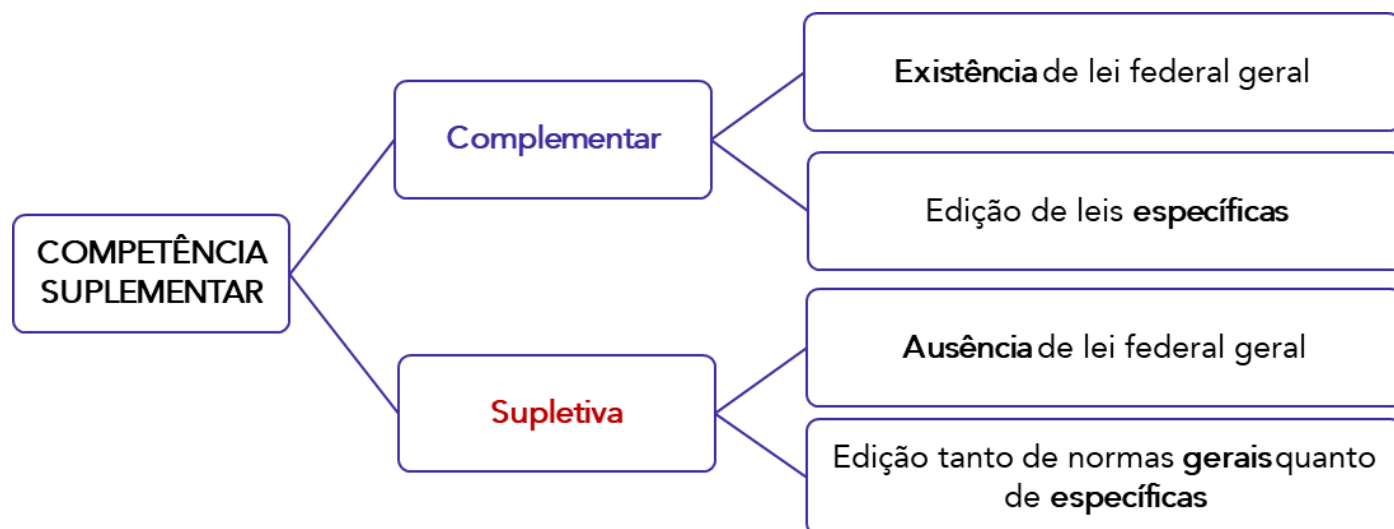 COMPETÊNCIA
SUPLEMENTAR
Complementar
Existência de lei federal geral
Edição de leis específicas
Supletiva
Ausência de lei federal geral
Edição tanto de normas gerais quanto
de específicas